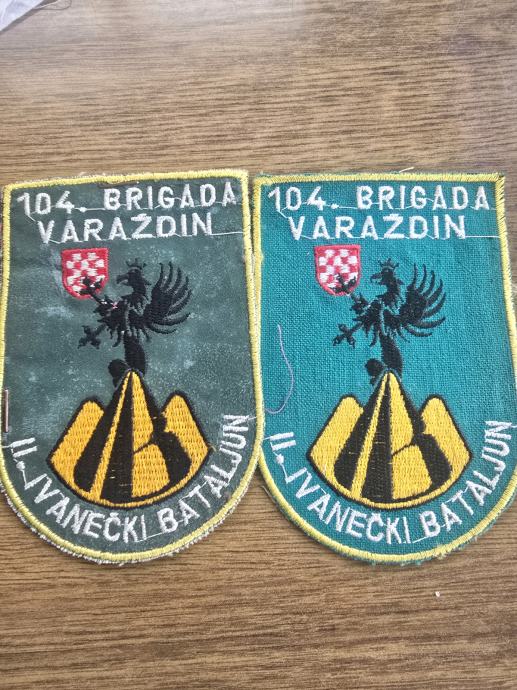 104. BRIGADA
VARAŽDIN
II. IVANEČKI BATALJUN
104. BRIGADA
VARAŽDIN
II. IVANEČKI BATALJUN